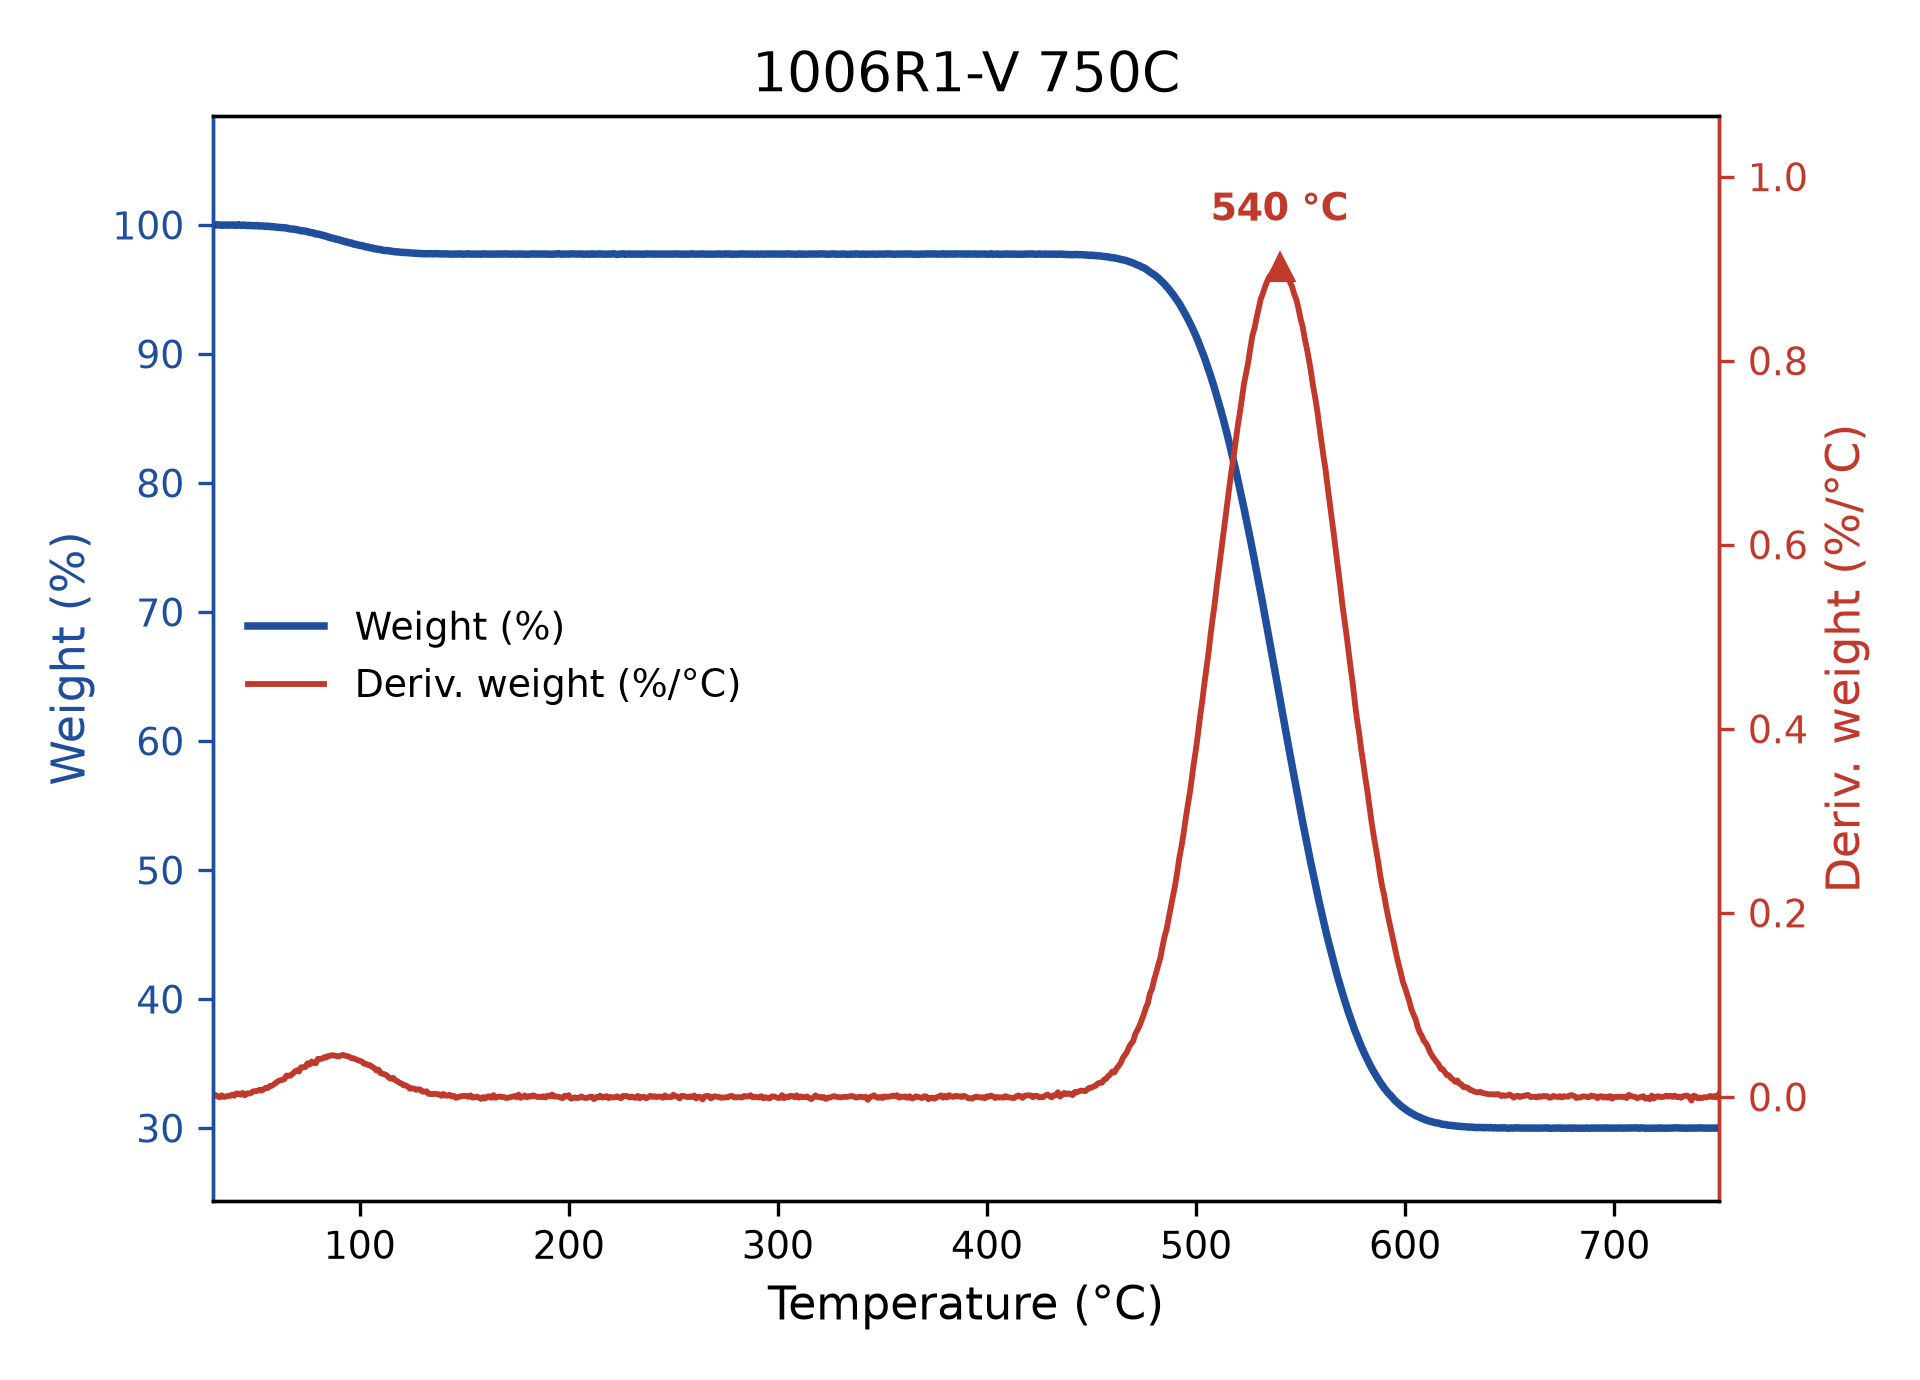 1006R1-V 750C
540 °C
100
90
80
70
60
50
40
30
Weight (%)
1.0
0.8
0.6
0.4
0.2
0.0
Deriv. weight (%/°C)
Weight (%)
Deriv. weight (%/°C)
100 200 300 400 500 600 700
Temperature (°C)